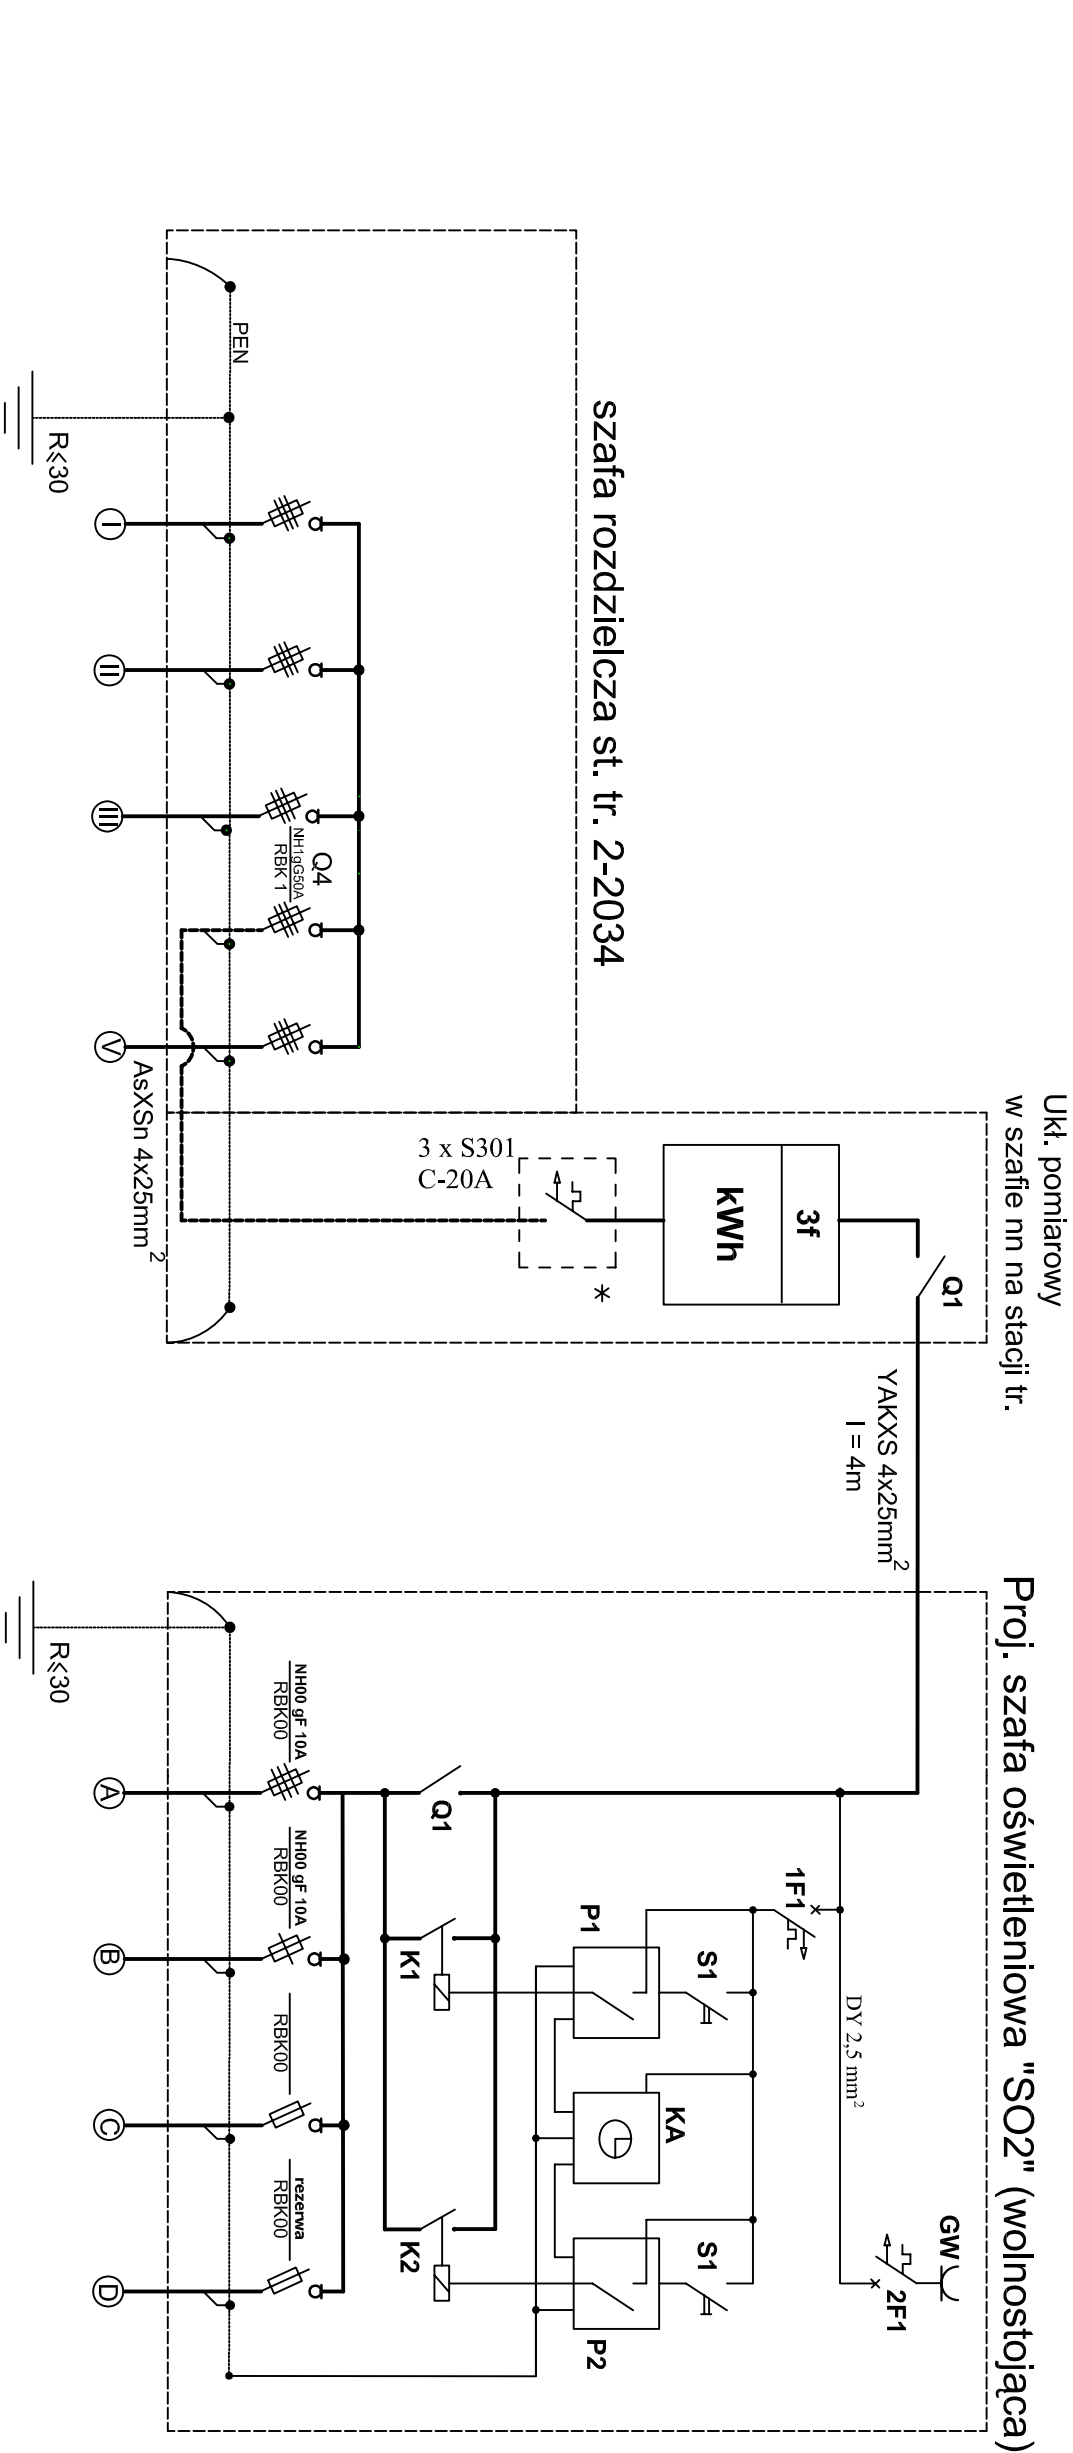 szafa rozdzielcza st. tr. 2-2034
PEN
R⩽30
I
II
III
Q4
NH1gG50A
RBK 1
V
AsXSn 4x25mm²
Ukł. pomiarowy
w szafie nn na stacji tr.
3 x S301
C-20A
*
kWh
3f
Q1
YAKXS 4x25mm²
l = 4m
Proj. szafa oświetleniowa "SO2" (wolnostojąca)
GW
2F1
DY 2,5 mm²
1F1
S1
S1
P1
KA
P2
Q1
K1
K2
NH00 gF 10A
RBK00
NH00 gF 10A
RBK00
RBK00
rezerwa
RBK00
R⩽30
A
B
C
D